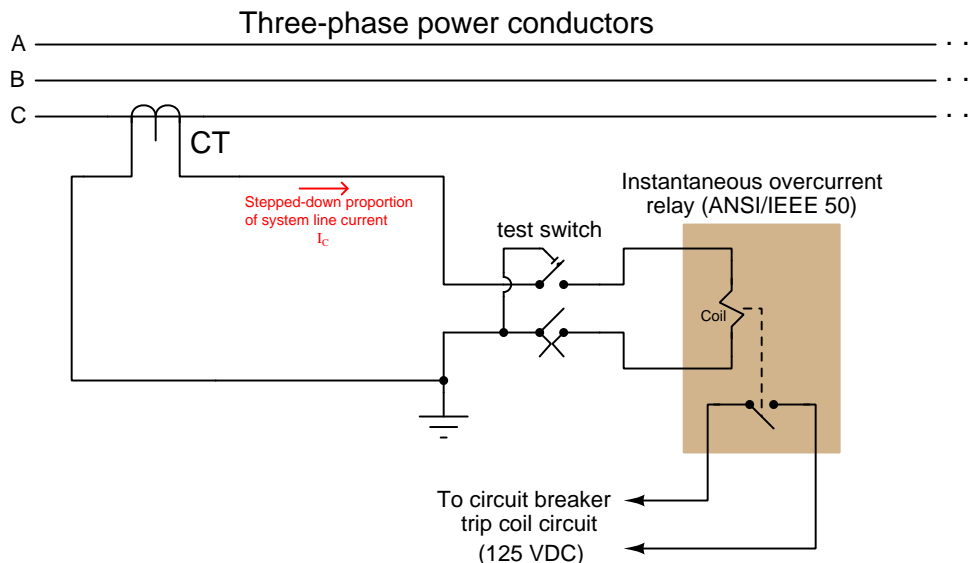 Three-phase power conductors
A
B
C
CT
Stepped-down proportion
of system line current
I_C
Instantaneous overcurrent
relay (ANSI/IEEE 50)
test switch
Coil
To circuit breaker
trip coil circuit
(125 VDC)